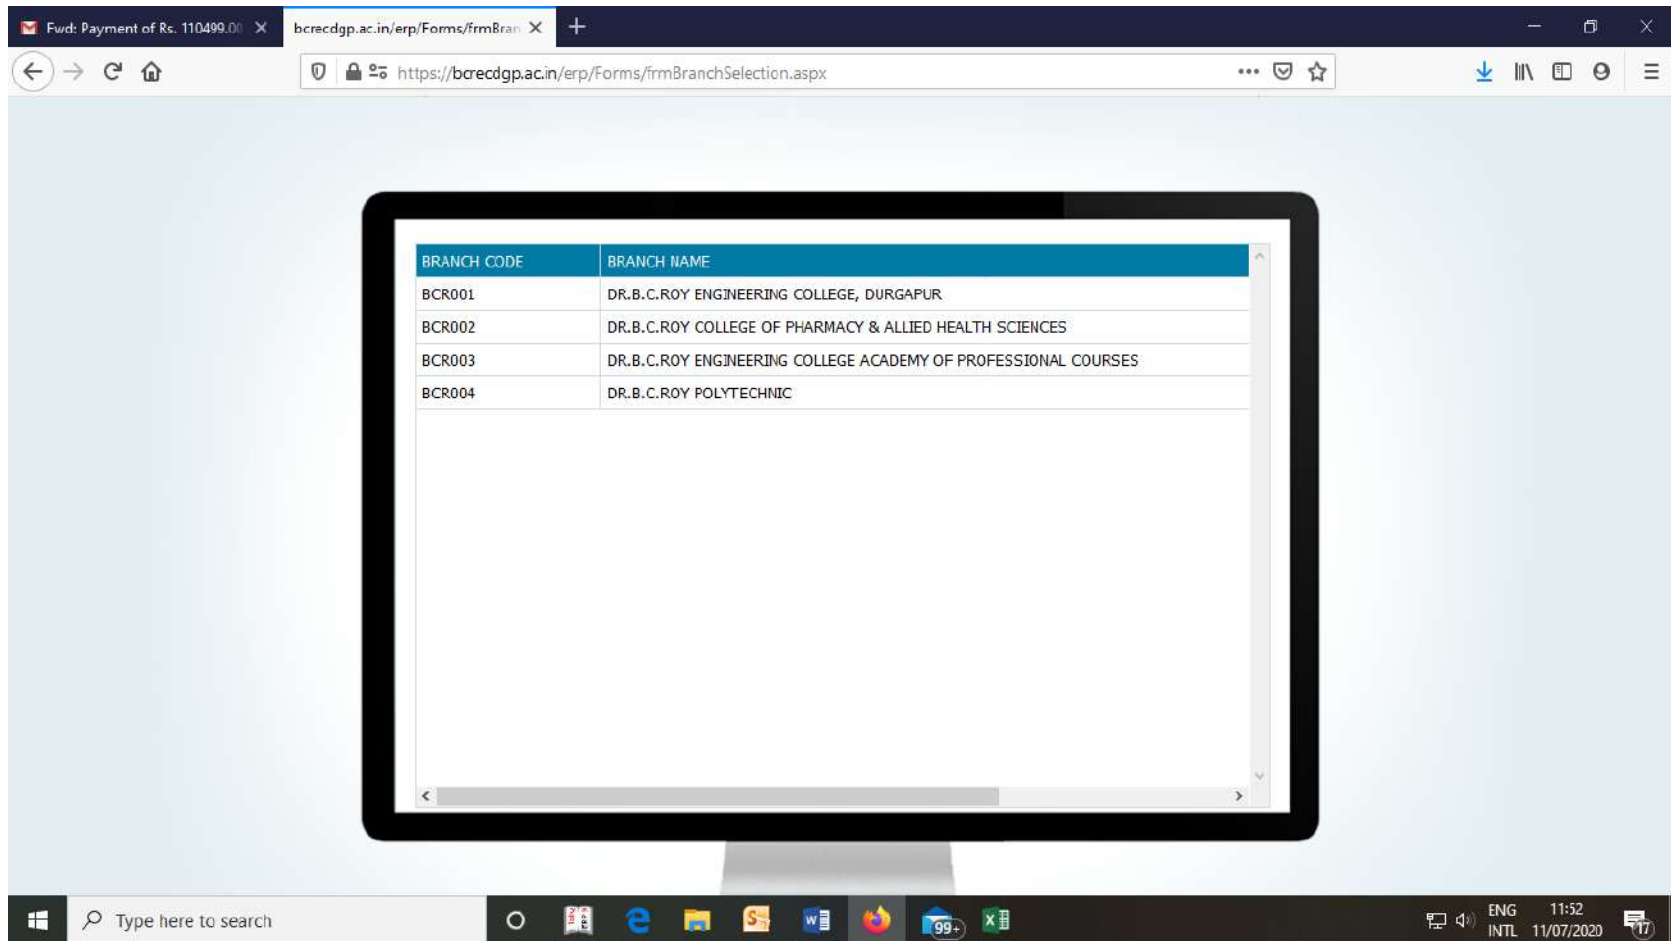 Fwd: Payment of Rs. 110499.00
bcrecdgp.ac.in/erp/Forms/frmBran
https://bcrecdgp.ac.in/erp/Forms/frmBranchSelection.aspx
BRANCH CODE BRANCH NAME
BCR001 DR.B.C.ROY ENGINEERING COLLEGE, DURGAPUR
BCR002 DR.B.C.ROY COLLEGE OF PHARMACY & ALLIED HEALTH SCIENCES
BCR003 DR.B.C.ROY ENGINEERING COLLEGE ACADEMY OF PROFESSIONAL COURSES
BCR004 DR.B.C.ROY POLYTECHNIC
Type here to search
99+
ENG 11:52
INTL 11/07/2020
17